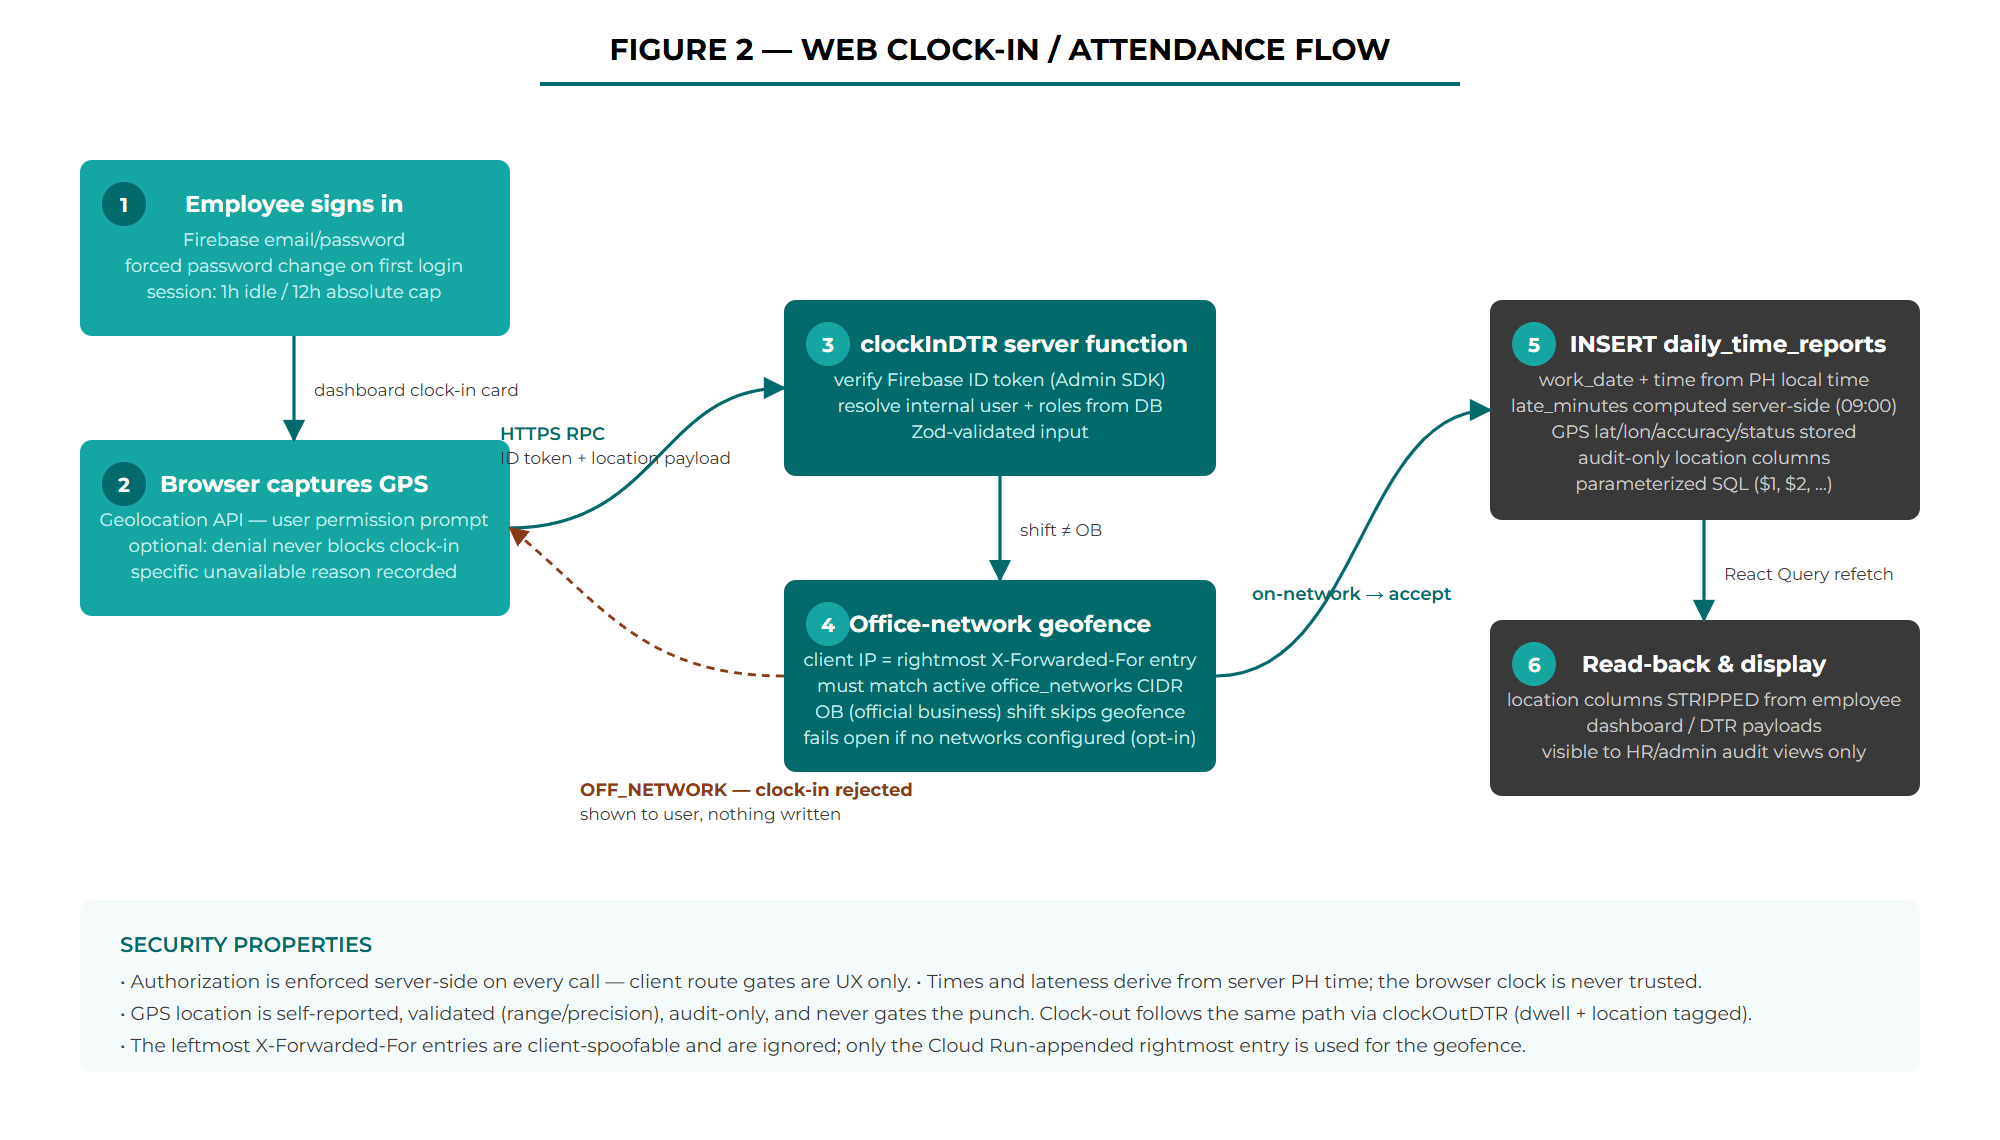 FIGURE 2 — WEB CLOCK-IN / ATTENDANCE FLOW
1
Employee signs in
Firebase email/password
forced password change on first login
session: 1h idle / 12h absolute cap
dashboard clock-in card
2
Browser captures GPS
Geolocation API — user permission prompt
optional: denial never blocks clock-in
specific unavailable reason recorded
HTTPS RPC
ID token + location payload
3
clockInDTR server function
verify Firebase ID token (Admin SDK)
resolve internal user + roles from DB
Zod-validated input
shift ≠ OB
4
Office-network geofence
client IP = rightmost X-Forwarded-For entry
must match active office_networks CIDR
OB (official business) shift skips geofence
fails open if no networks configured (opt-in)
OFF_NETWORK — clock-in rejected
shown to user, nothing written
on-network → accept
5
INSERT daily_time_reports
work_date + time from PH local time
late_minutes computed server-side (09:00)
GPS lat/lon/accuracy/status stored
audit-only location columns
parameterized SQL ($1, $2, …)
React Query refetch
6
Read-back & display
location columns STRIPPED from employee
dashboard / DTR payloads
visible to HR/admin audit views only
SECURITY PROPERTIES
• Authorization is enforced server-side on every call — client route gates are UX only. • Times and lateness derive from server PH time; the browser clock is never trusted.
• GPS location is self-reported, validated (range/precision), audit-only, and never gates the punch. Clock-out follows the same path via clockOutDTR (dwell + location tagged).
• The leftmost X-Forwarded-For entries are client-spoofable and are ignored; only the Cloud Run-appended rightmost entry is used for the geofence.